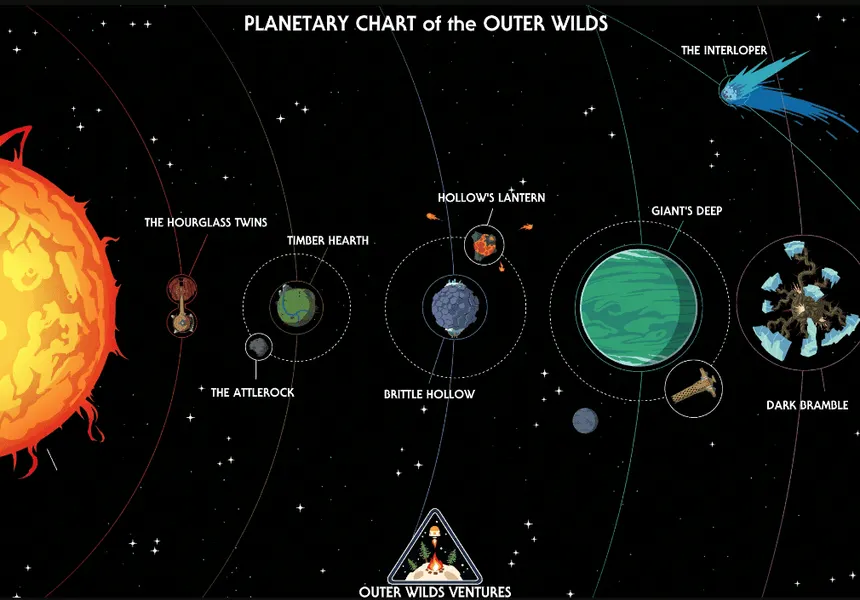 PLANETARY CHART of the OUTER WILDS
THE INTERLOPER
HOLLOW'S LANTERN
GIANT'S DEEP
THE HOURGLASS TWINS
TIMBER HEARTH
THE ATTLEROCK
BRITTLE HOLLOW
DARK BRAMBLE
OUTER WILDS VENTURES